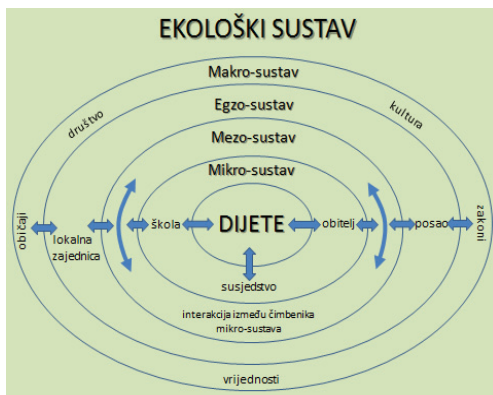 EKOLOŠKI SUSTAV
Makro-sustav
društvo
kultura
Egzo-sustav
Mezo-sustav
Mikro-sustav
običaji
lokalna
zajednica
škola
DIJETE
obitelj
posao
zakoni
susjedstvo
interakcija između čimbenika
mikro-sustava
vrijednosti